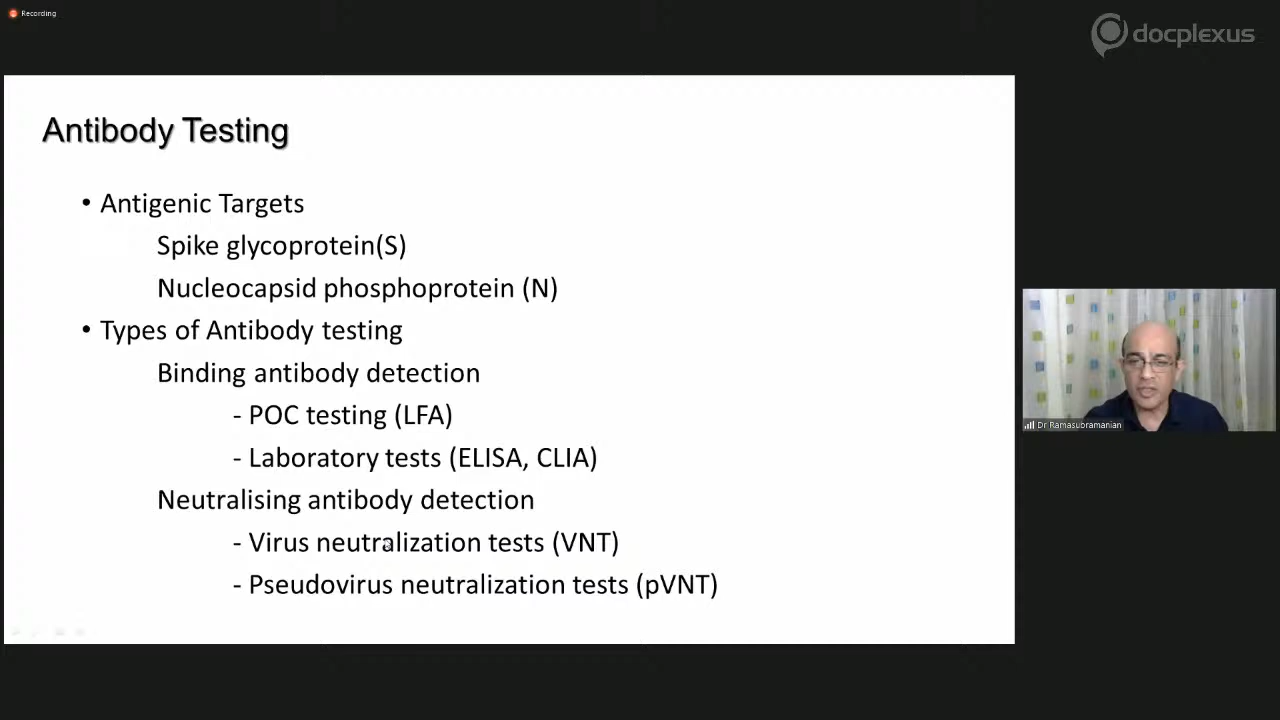 Recording
docplexus
Antibody Testing
• Antigenic Targets
Spike glycoprotein(S)
Nucleocapsid phosphoprotein (N)
• Types of Antibody testing
Binding antibody detection
- POC testing (LFA)
- Laboratory tests (ELISA, CLIA)
Neutralising antibody detection
- Virus neutralization tests (VNT)
- Pseudovirus neutralization tests (pVNT)
Dr Ramasubramanian